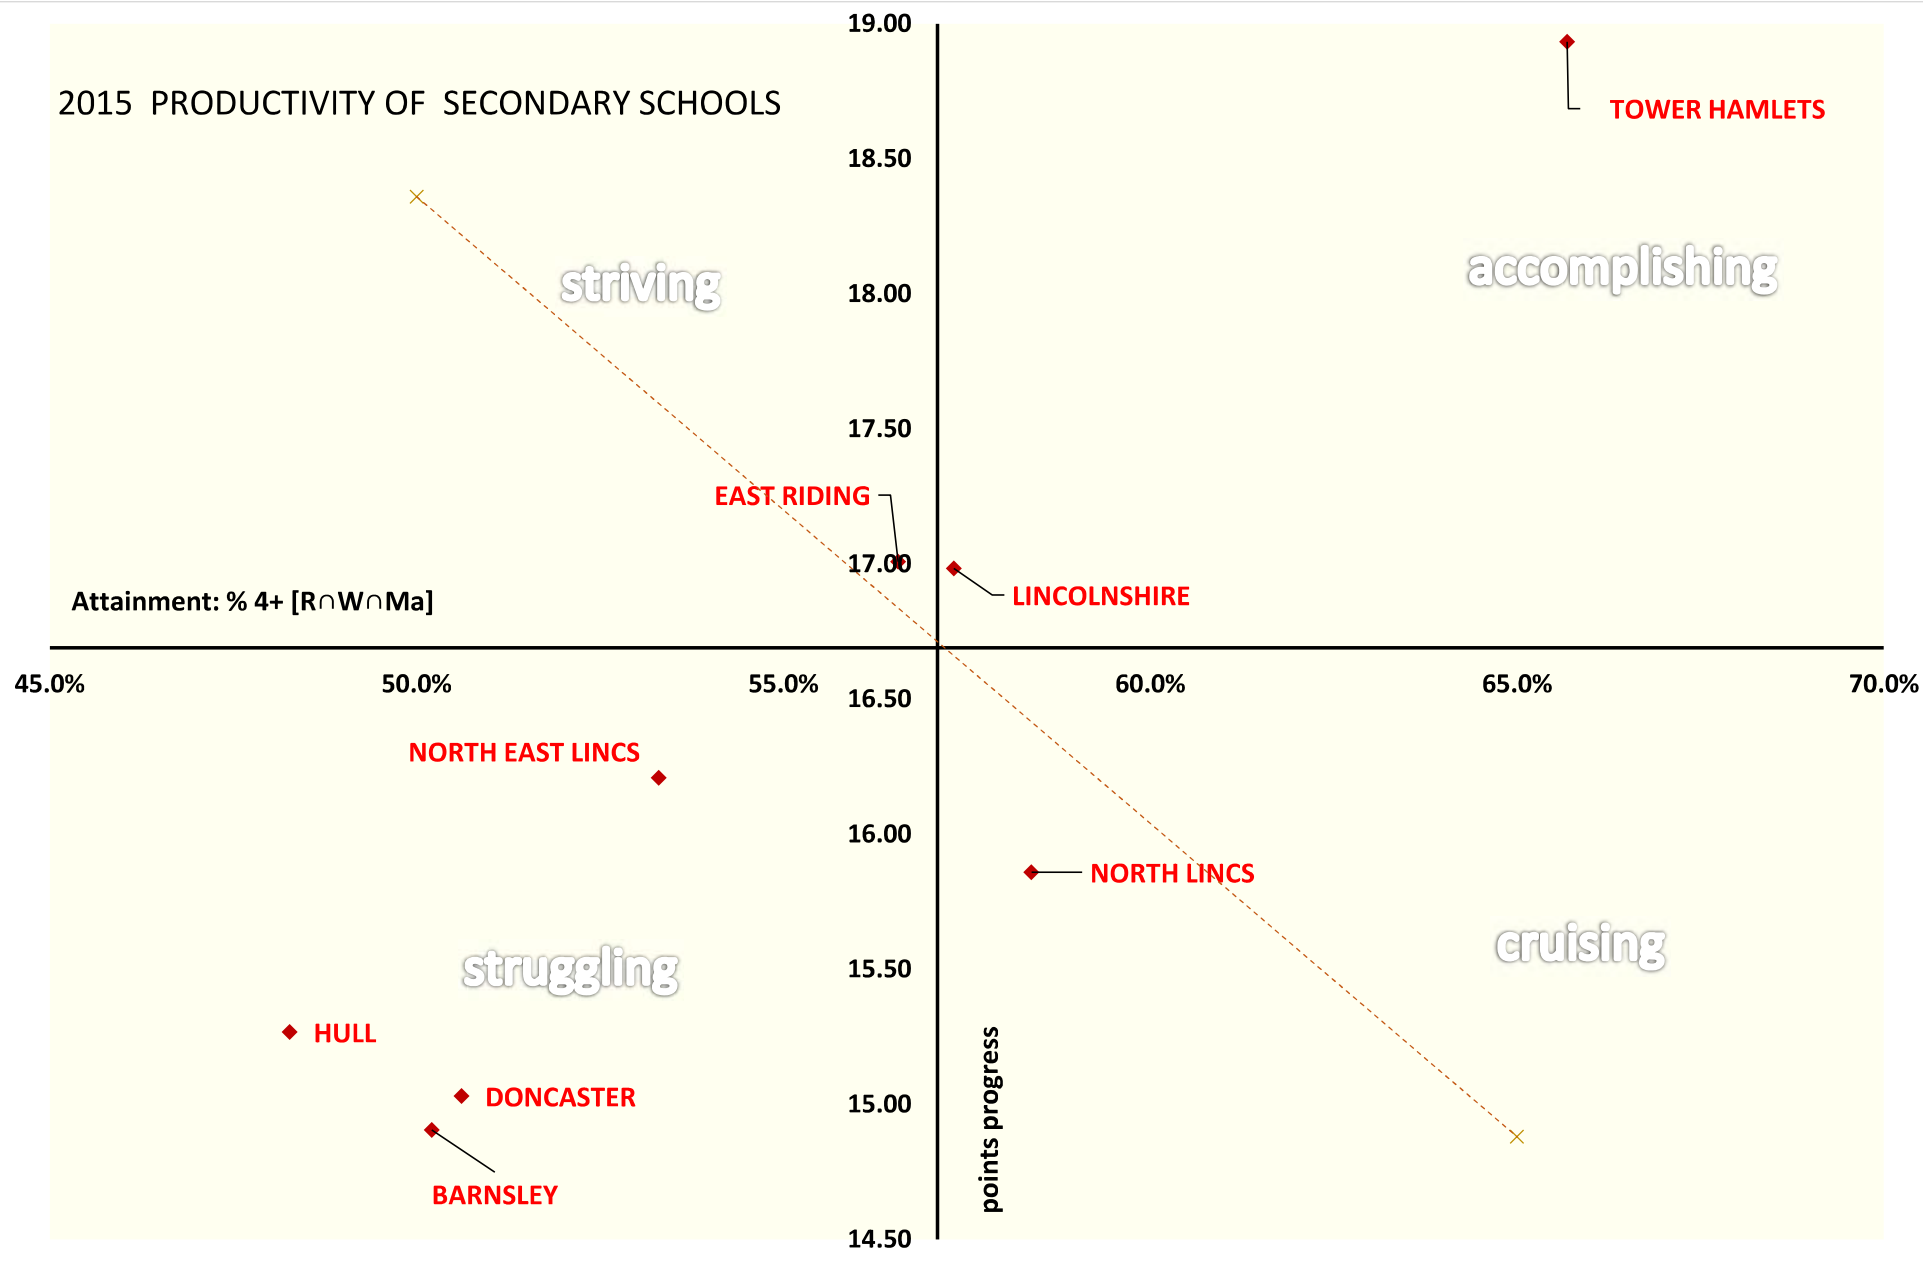 19.00
2015 PRODUCTIVITY OF SECONDARY SCHOOLS
TOWER HAMLETS
18.50
striving
accomplishing
18.00
17.50
EAST RIDING
17.00
LINCOLNSHIRE
Attainment: % 4+ [R∩W∩Ma]
45.0% 50.0% 55.0% 60.0% 65.0% 70.0%
16.50
NORTH EAST LINCS
16.00
NORTH LINCS
cruising
struggling
15.50
HULL
points progress
DONCASTER
15.00
BARNSLEY
14.50